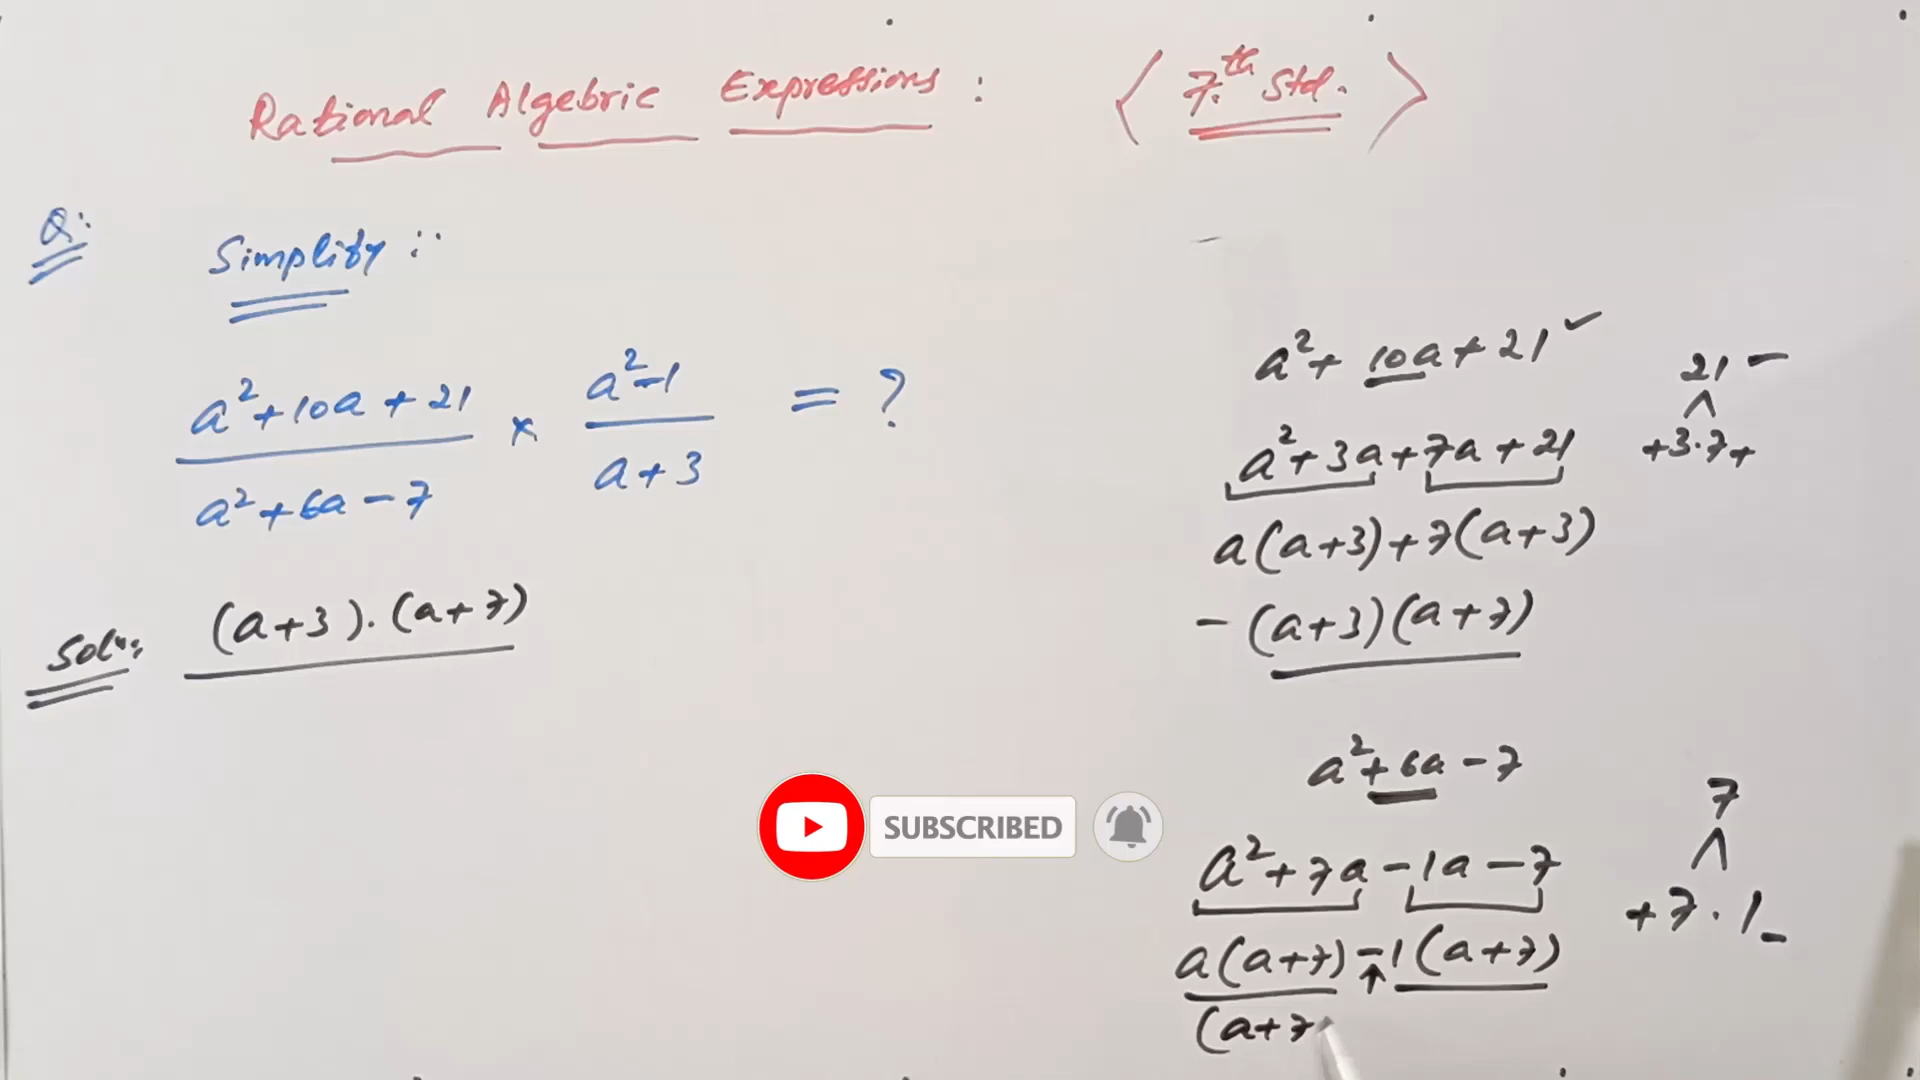 Rational Algebric Expressions : < 7.th Std. >
Q:
Simplify :
a²+10a+21 / a²+6a-7 × a²-1 / a+3 = ?
Soln: (a+3).(a+7)
a²+10a+21 ✓
21 -
a²+3a+7a+21
+3.7+
a(a+3)+7(a+3)
-(a+3)(a+7)
a²+6a-7
7
a²+7a-1a-7
+7.1-
a(a+7)-1(a+7)
(a+7
SUBSCRIBED